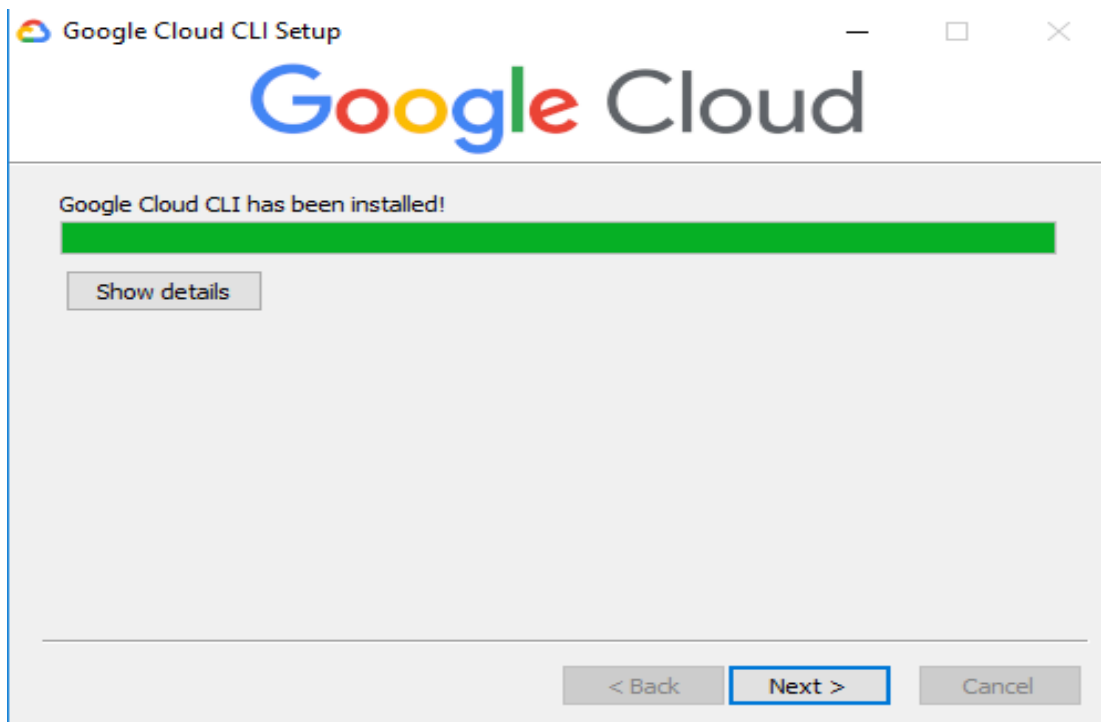 Google Cloud CLI Setup
Google Cloud
Google Cloud CLI has been installed!
Show details
< Back Next > Cancel